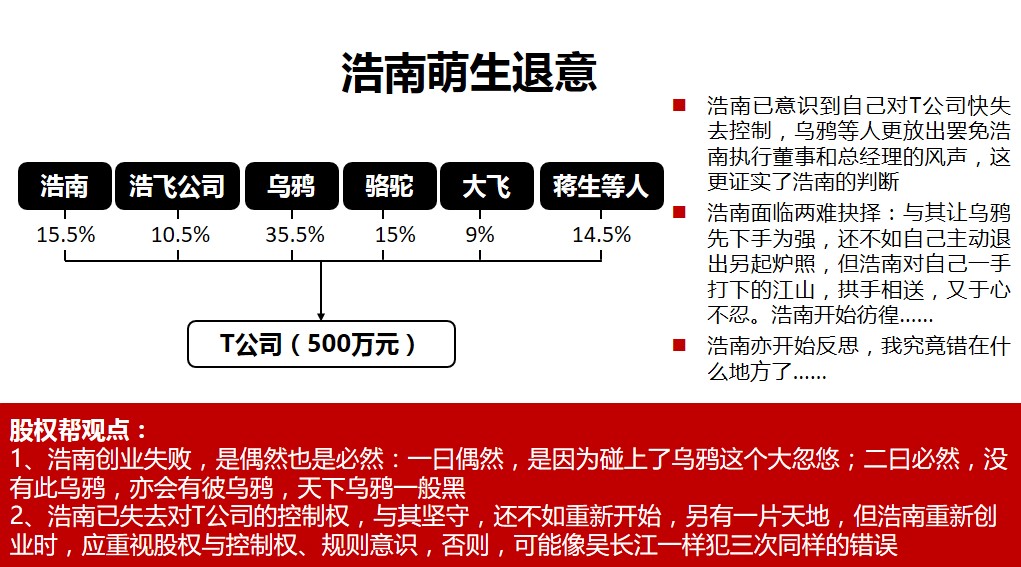 浩南萌生退意
浩南 浩飞公司 乌鸦 骆驼 大飞 蒋生等人
15.5% 10.5% 35.5% 15% 9% 14.5%
T公司（500万元）
■ 浩南已意识到自己对T公司快失
去控制，乌鸦等人更放出罢免浩
南执行董事和总经理的风声，这
更证实了浩南的判断
■ 浩南面临两难抉择：与其让乌鸦
先下手为强，还不如自己主动退
出另起炉照，但浩南对自己一手
打下的江山，拱手相送，又于心
不忍。浩南开始彷徨……
■ 浩南亦开始反思，我究竟错在什
么地方了……
股权帮观点：
1、浩南创业失败，是偶然也是必然：一曰偶然，是因为碰上了乌鸦这个大忽悠；二曰必然，没
有此乌鸦，亦会有彼乌鸦，天下乌鸦一般黑
2、浩南已失去对T公司的控制权，与其坚守，还不如重新开始，另有一片天地，但浩南重新创
业时，应重视股权与控制权、规则意识，否则，可能像吴长江一样犯三次同样的错误